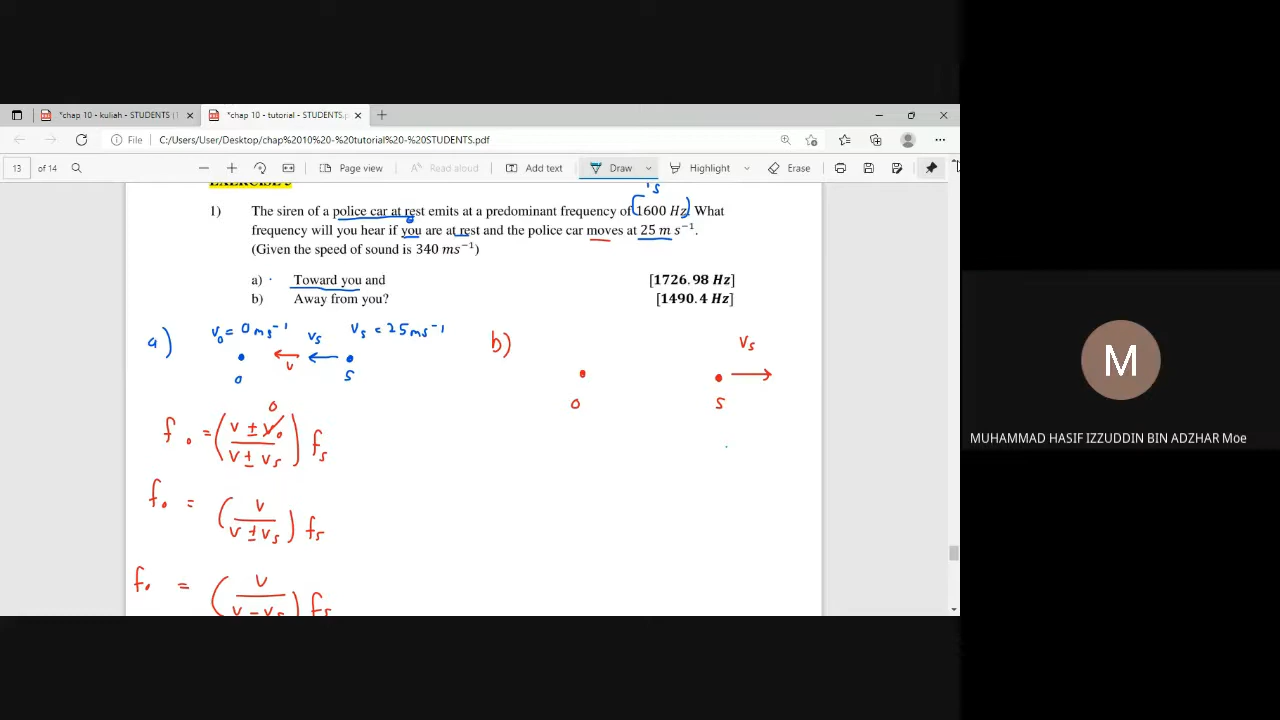 *chap 10 - kuliah - STUDENTS (1
*chap 10 - tutorial - STUDENTS.p
File C:/Users/User/Desktop/chap%2010%20-%20tutorial%20-%20STUDENTS.pdf
13 of 14 Page view Read aloud Add text Draw Highlight Erase
EXERCISE 5
1) The siren of a police car at rest emits at a predominant frequency of 1600 Hz. What
frequency will you hear if you are at rest and the police car moves at 25 m s⁻¹.
(Given the speed of sound is 340 ms⁻¹)
a) Toward you and [1726.98 Hz]
b) Away from you? [1490.4 Hz]
a) v₀ = 0 ms⁻¹ vs vs = 25 ms⁻¹
v
o s
b) vs
o s
0
f₀ = (v ± v₀ / v ± vs) fs
f₀ = (v / v ± vs) fs
f₀ = (v / v − vs) fs
M
MUHAMMAD HASIF IZZUDDIN BIN ADZHAR Moe